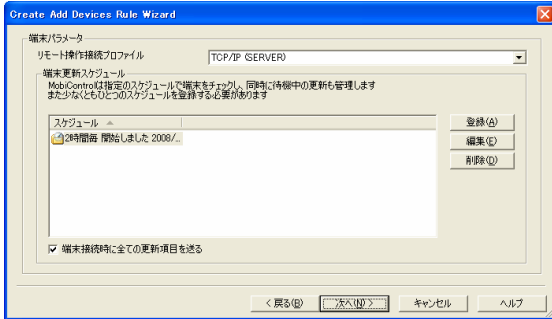 Create Add Devices Rule Wizard
端末パラメータ
リモート操作接続プロファイル
TCP/IP (SERVER)
端末更新スケジュール
MobiControlは指定のスケジュールで端末をチェックし、同時に待機中の更新も管理します
また少なくともひとつのスケジュールを登録する必要があります
スケジュール
2時間毎 開始しました 2008/...
登録(A)
編集(E)
削除(D)
端末接続時に全ての更新項目を送る
< 戻る(B)
次へ(N) >
キャンセル
ヘルプ